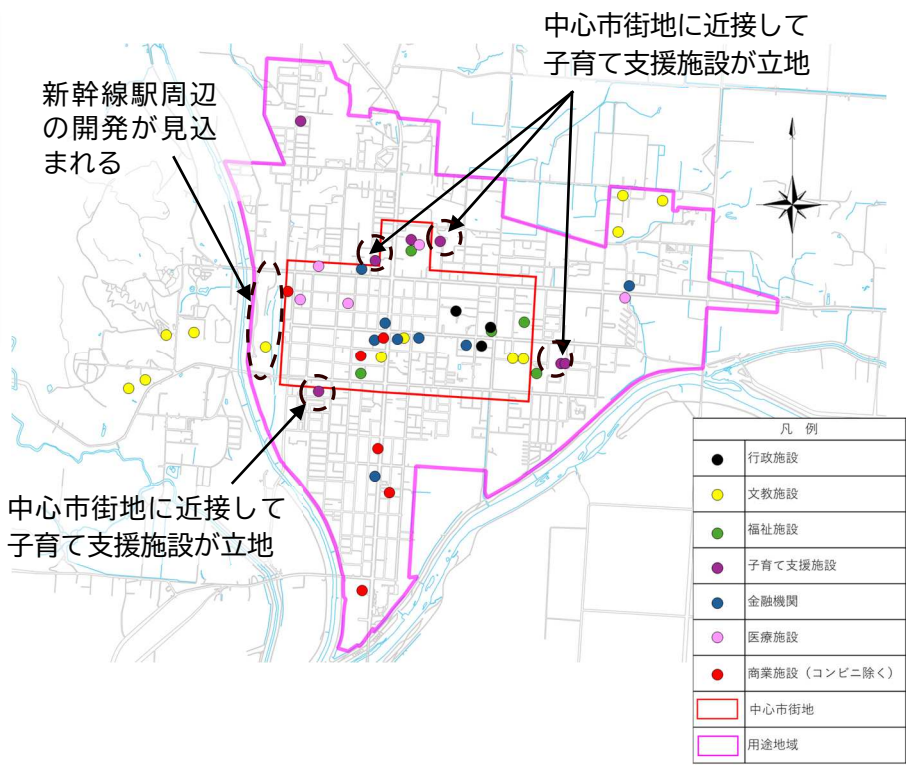 中心市街地に近接して
子育て支援施設が立地
新幹線駅周辺
の開発が見込
まれる
中心市街地に近接して
子育て支援施設が立地
凡 例
行政施設
文教施設
福祉施設
子育て支援施設
金融機関
医療施設
商業施設（コンビニ除く）
中心市街地
用途地域